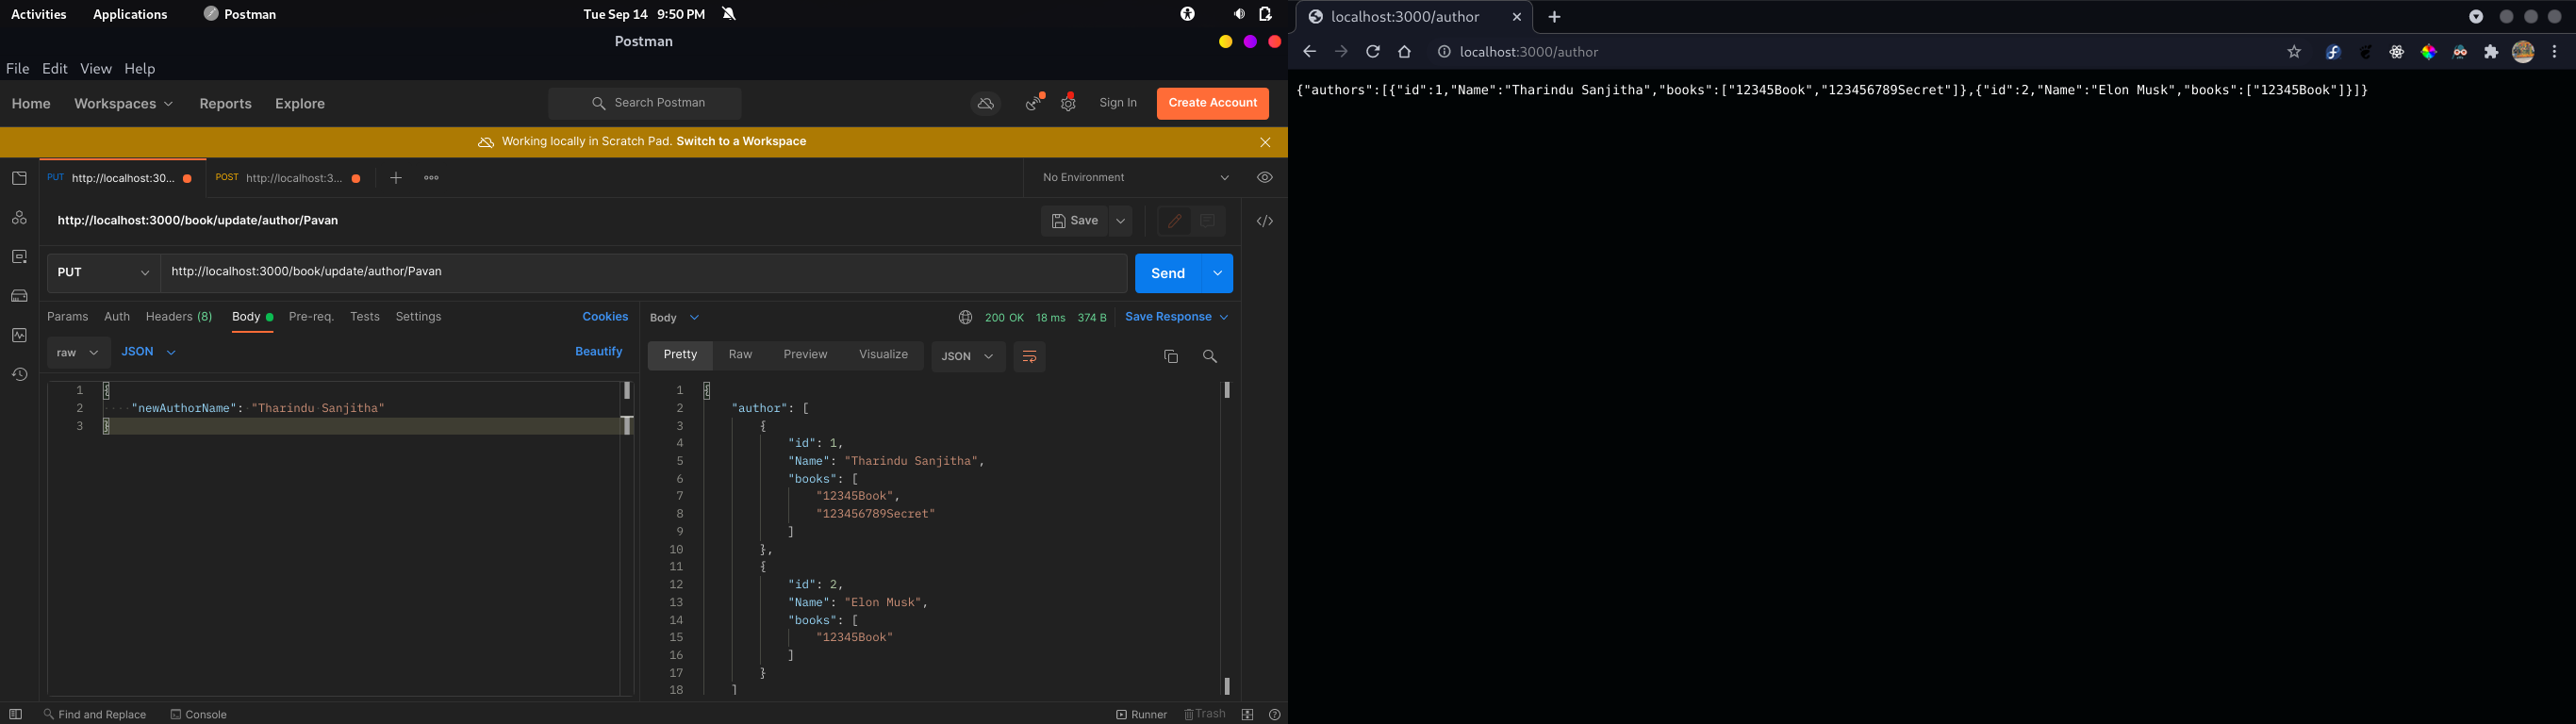 Activities Applications Postman Tue Sep 14 9:50 PM
Postman
File Edit View Help
Home Workspaces Reports Explore Search Postman Sign In Create Account
Working locally in Scratch Pad. Switch to a Workspace
PUT http://localhost:30... POST http://localhost:3... No Environment
http://localhost:3000/book/update/author/Pavan Save
PUT http://localhost:3000/book/update/author/Pavan Send
Params Auth Headers (8) Body Pre-req. Tests Settings Cookies
raw JSON Beautify
1 {
2 "newAuthorName": "Tharindu Sanjitha"
3 }
Body 200 OK 18 ms 374 B Save Response
Pretty Raw Preview Visualize JSON
1 {
2 "author": [
3 {
4 "id": 1,
5 "Name": "Tharindu Sanjitha",
6 "books": [
7 "12345Book",
8 "123456789Secret"
9 ]
10 },
11 {
12 "id": 2,
13 "Name": "Elon Musk",
14 "books": [
15 "12345Book"
16 ]
17 }
18 ]
Find and Replace Console Runner Trash
localhost:3000/author
localhost:3000/author
{"authors":[{"id":1,"Name":"Tharindu Sanjitha","books":["12345Book","123456789Secret"]},{"id":2,"Name":"Elon Musk","books":["12345Book"]}]}